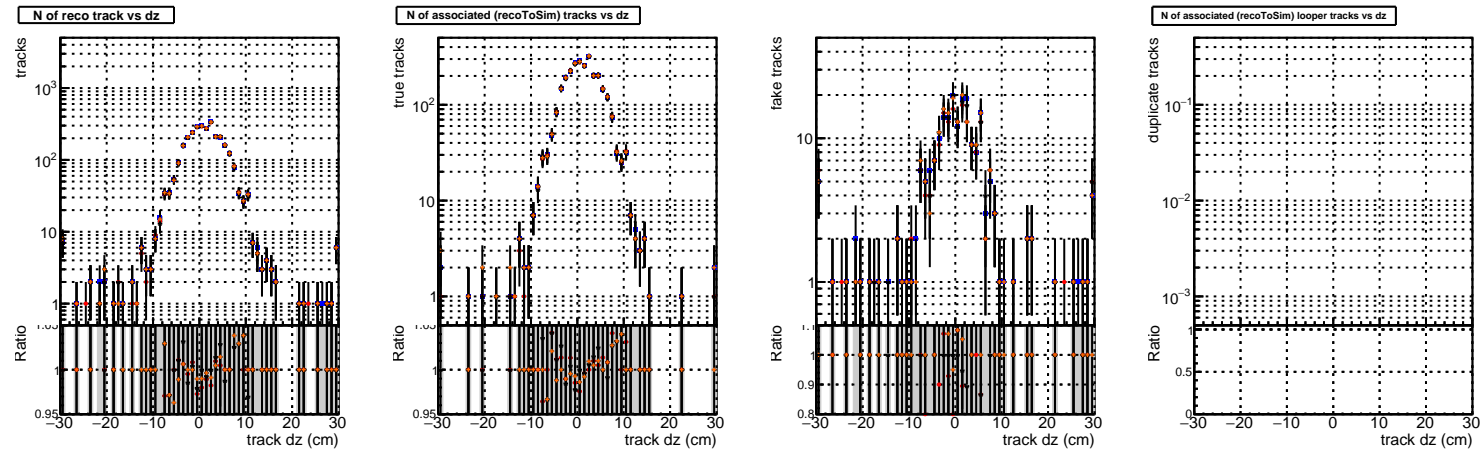 N of reco track vs dz
tracks
10³
10²
10
1
Ratio
1.05
1
0.95
−30 −20 −10 0 10 20 30
track dz (cm)
N of associated (recoToSim) tracks vs dz
true tracks
10²
10
1
Ratio
1.05
1
0.95
−30 −20 −10 0 10 20 30
track dz (cm)
fake tracks
10
1
Ratio
1.1
1
0.9
0.8
−30 −20 −10 0 10 20 30
track dz (cm)
N of associated (recoToSim) looper tracks vs dz
duplicate tracks
10⁻¹
10⁻²
10⁻³
Ratio
1
0.5
0
−30 −20 −10 0 10 20 30
track dz (cm)